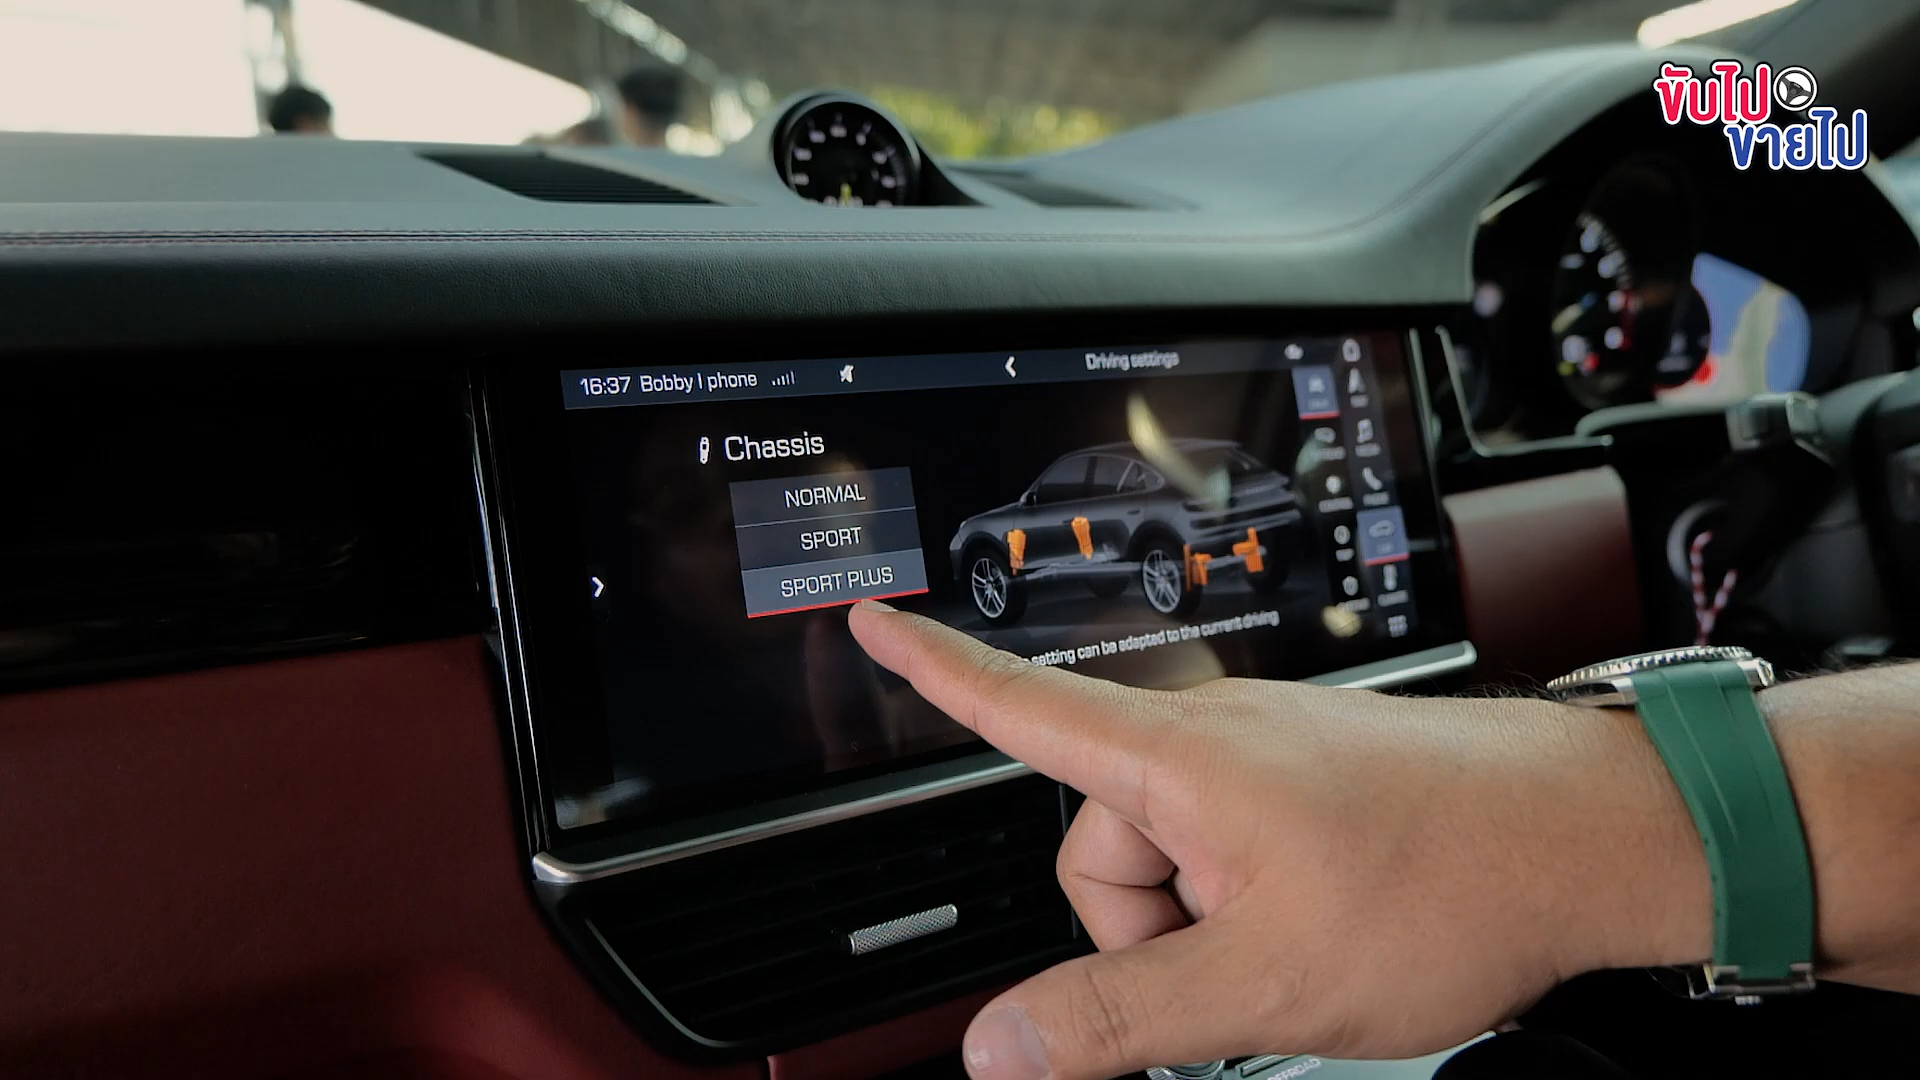 ขับไป
ขายไป
16:37 Bobby I phone
Driving settings
Chassis
NORMAL
SPORT
SPORT PLUS
setting can be adapted to the current driving
OFFROAD